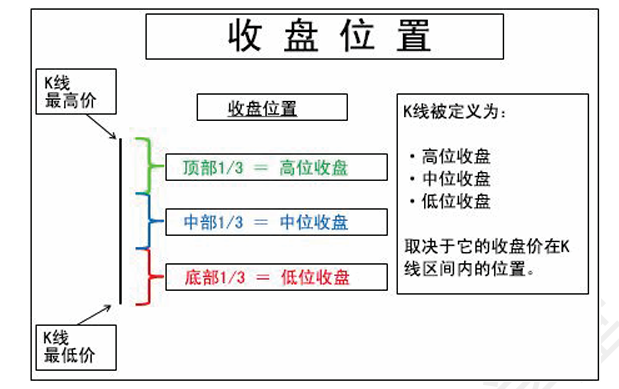 收盘位置
K线
最高价
收盘位置
顶部1/3 = 高位收盘
中部1/3 = 中位收盘
底部1/3 = 低位收盘
K线
最低价
K线被定义为：
·高位收盘
·中位收盘
·低位收盘
取决于它的收盘价在K
线区间内的位置。